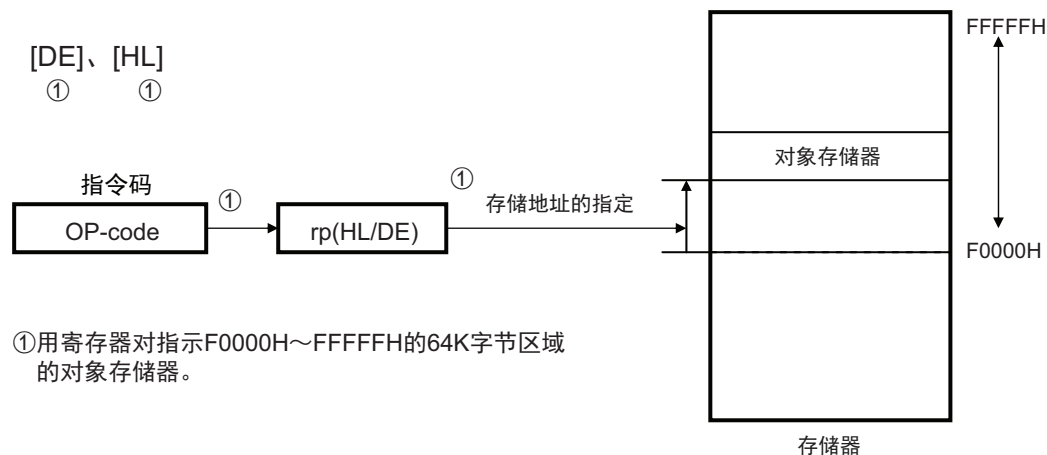 FFFFFH
[DE]、[HL]
① ①
对象存储器
指令码
①
①
存储地址的指定
OP-code
rp(HL/DE)
F0000H
①用寄存器对指示F0000H～FFFFFH的64K字节区域
的对象存储器。
存储器